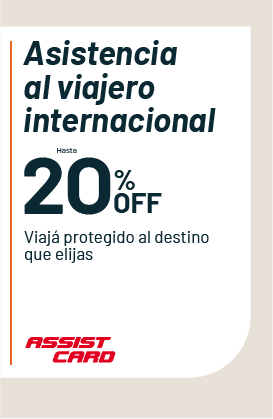 Asistencia
al viajero
internacional
Hasta
20% OFF
Viajá protegido al destino
que elijas
ASSIST
CARD